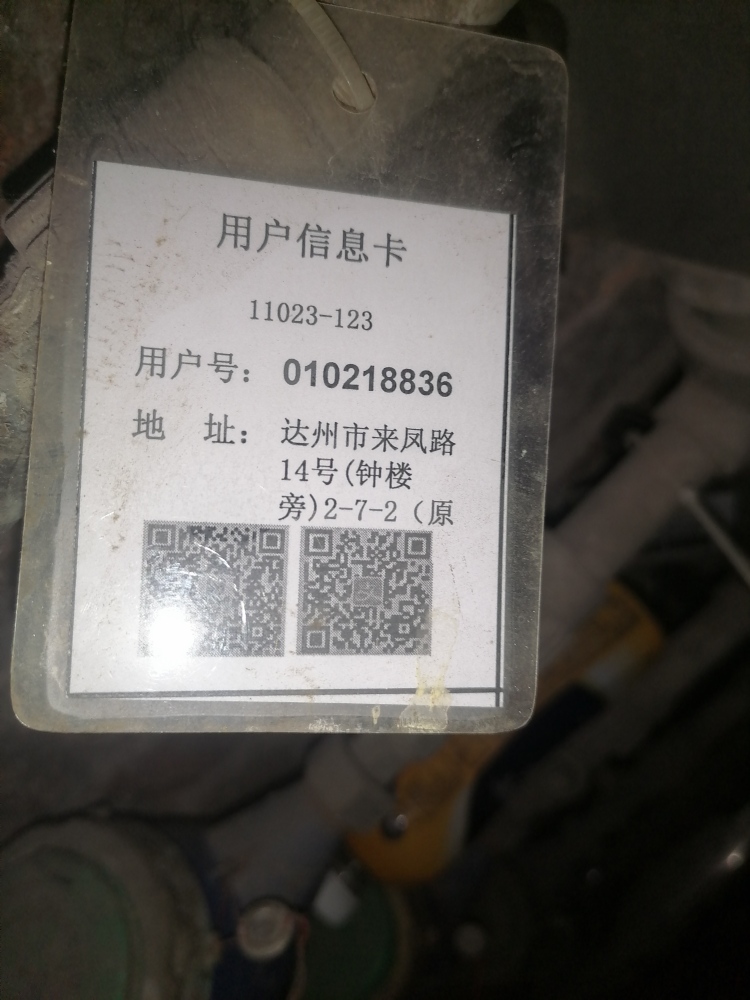 用户信息卡
11023-123
用户号： 010218836
地 址： 达州市来凤路
14号(钟楼
旁)2-7-2（原